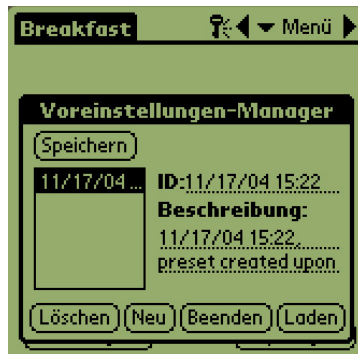 Breakfast Menü
Voreinstellungen-Manager
Speichern
11/17/04 ... ID:11/17/04 15:22
Beschreibung:
11/17/04 15:22,
preset created upon
Löschen Neu Beenden Laden